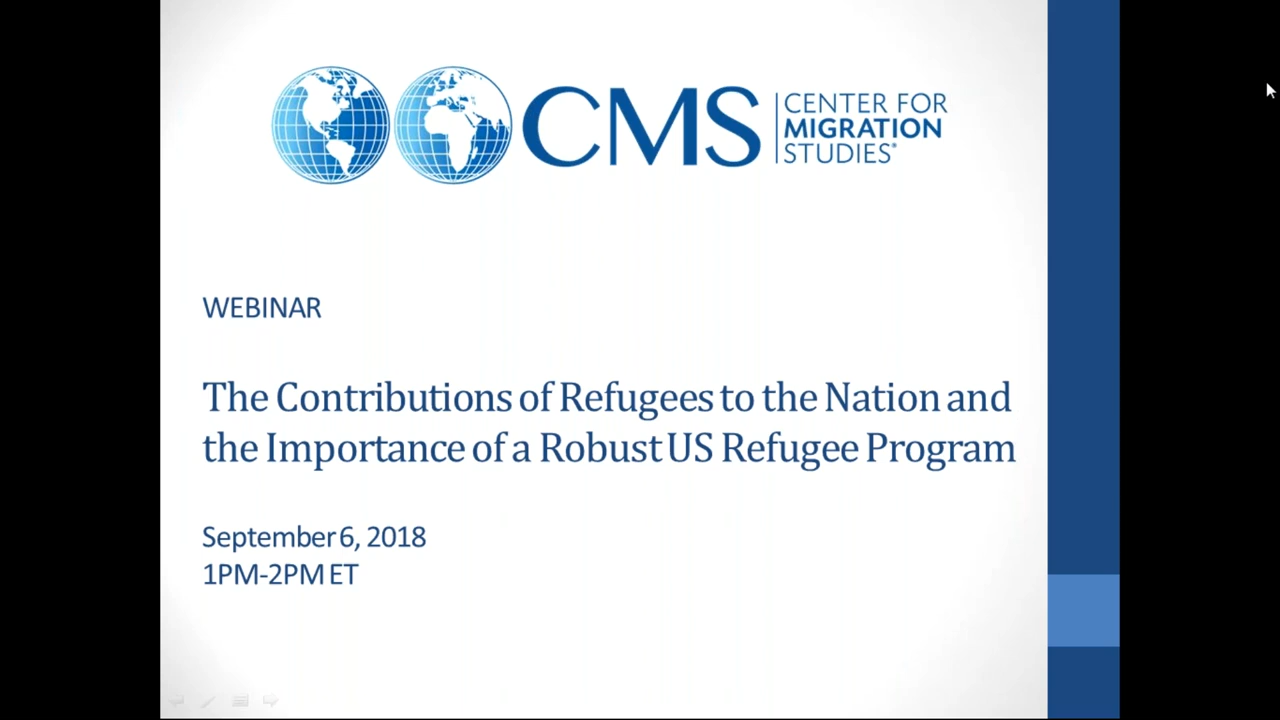 CMS
CENTER FOR
MIGRATION
STUDIES®
WEBINAR
The Contributions of Refugees to the Nation and
the Importance of a Robust US Refugee Program
September 6, 2018
1PM-2PM ET